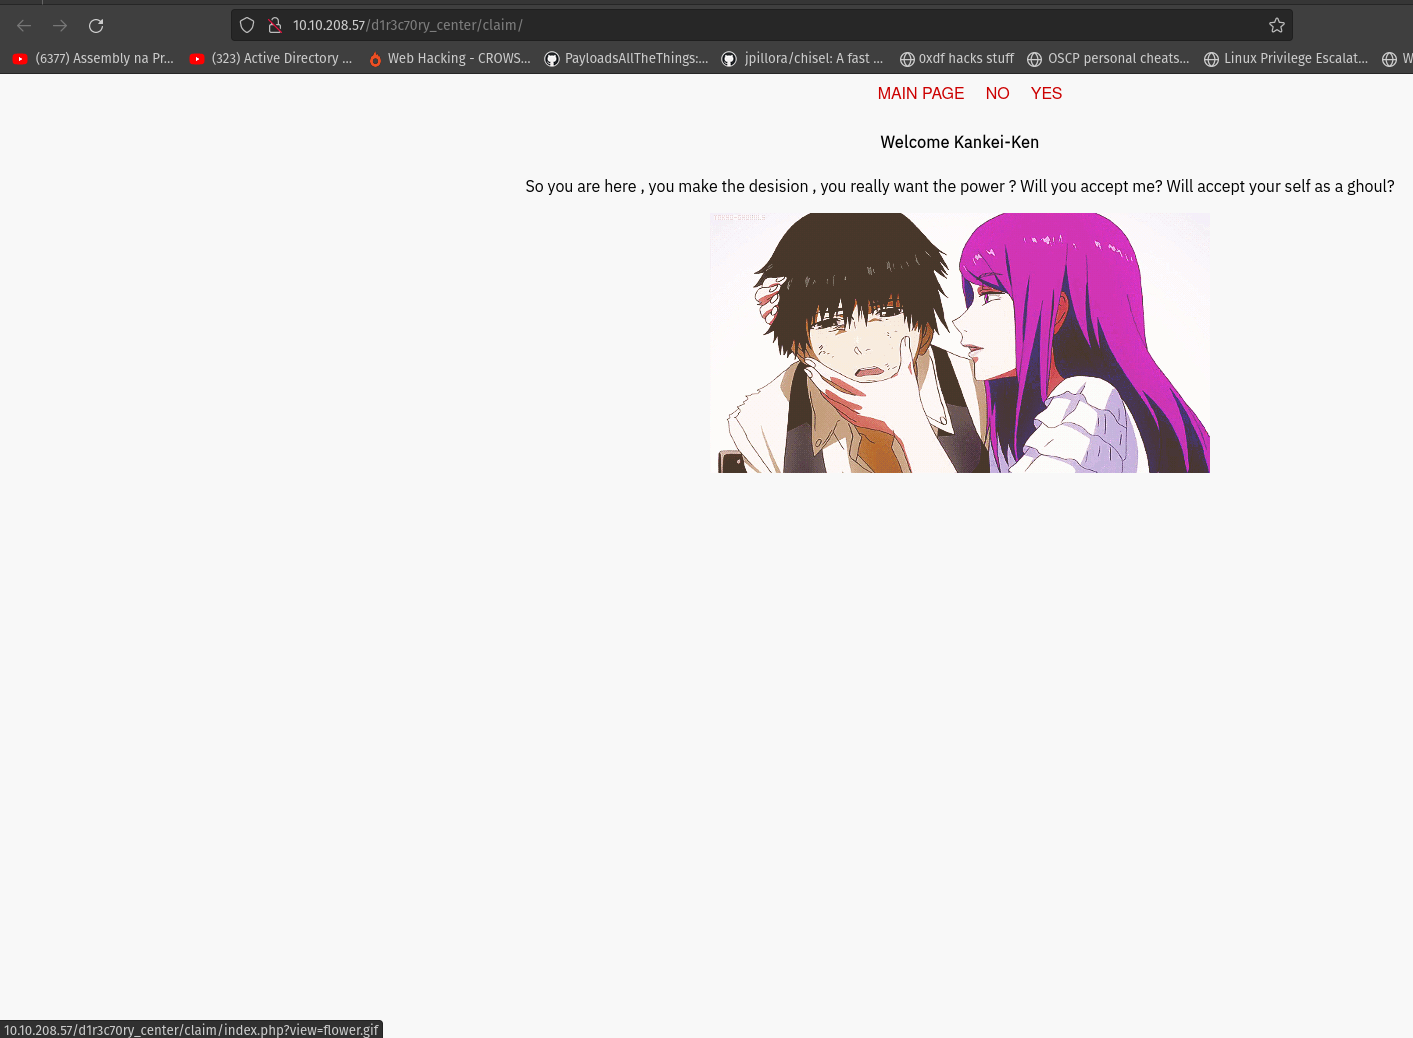 10.10.208.57/d1r3c70ry_center/claim/
(6377) Assembly na Pr... (323) Active Directory ... Web Hacking - CROWS... PayloadsAllTheThings:... jpillora/chisel: A fast ... 0xdf hacks stuff OSCP personal cheats... Linux Privilege Escalat... W
MAIN PAGE NO YES
Welcome Kankei-Ken
So you are here , you make the desision , you really want the power ? Will you accept me? Will accept your self as a ghoul?
10.10.208.57/d1r3c70ry_center/claim/index.php?view=flower.gif